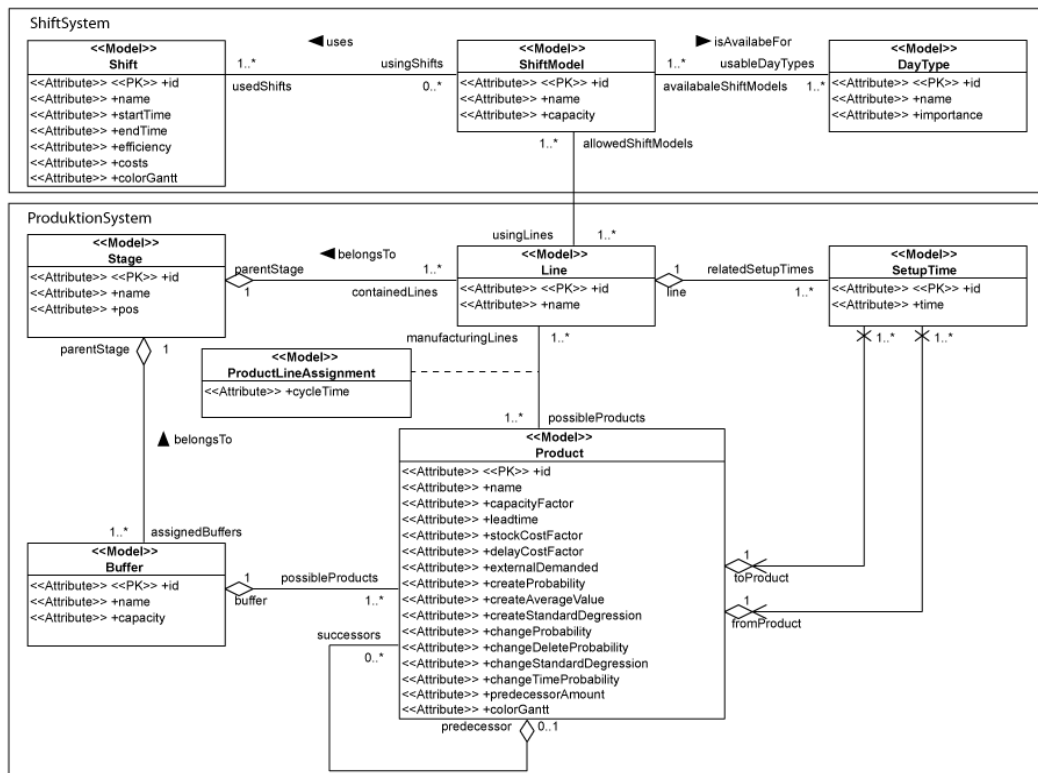 ShiftSystem
<<Model>>
Shift
<<Attribute>> <<PK>> +id
<<Attribute>> +name
<<Attribute>> +startTime
<<Attribute>> +endTime
<<Attribute>> +efficiency
<<Attribute>> +costs
<<Attribute>> +colorGantt
uses
1..*
usingShifts
usedShifts
0..*
<<Model>>
ShiftModel
<<Attribute>> <<PK>> +id
<<Attribute>> +name
<<Attribute>> +capacity
isAvailabeFor
1..*
usableDayTypes
availabaleShiftModels
1..*
<<Model>>
DayType
<<Attribute>> <<PK>> +id
<<Attribute>> +name
<<Attribute>> +importance
1..*
allowedShiftModels
ProduktionSystem
usingLines
1..*
<<Model>>
Stage
<<Attribute>> <<PK>> +id
<<Attribute>> +name
<<Attribute>> +pos
belongsTo
parentStage
1..*
1
containedLines
<<Model>>
Line
<<Attribute>> <<PK>> +id
<<Attribute>> +name
1
relatedSetupTimes
line
1..*
<<Model>>
SetupTime
<<Attribute>> <<PK>> +id
<<Attribute>> +time
1..*
1..*
parentStage
1
manufacturingLines
1..*
<<Model>>
ProductLineAssignment
<<Attribute>> +cycleTime
1..*
possibleProducts
belongsTo
1..*
assignedBuffers
<<Model>>
Buffer
<<Attribute>> <<PK>> +id
<<Attribute>> +name
<<Attribute>> +capacity
1
possibleProducts
buffer
1..*
<<Model>>
Product
<<Attribute>> <<PK>> +id
<<Attribute>> +name
<<Attribute>> +capacityFactor
<<Attribute>> +leadtime
<<Attribute>> +stockCostFactor
<<Attribute>> +delayCostFactor
<<Attribute>> +externalDemanded
<<Attribute>> +createProbability
<<Attribute>> +createAverageValue
<<Attribute>> +createStandardDegression
<<Attribute>> +changeProbability
<<Attribute>> +changeDeleteProbability
<<Attribute>> +changeStandardDegression
<<Attribute>> +changeTimeProbability
<<Attribute>> +predecessorAmount
<<Attribute>> +colorGantt
1
toProduct
1
fromProduct
successors
0..*
predecessor
0..1